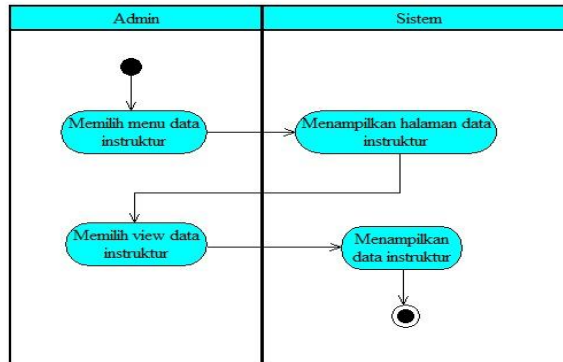 Admin
Sistem
Memilih menu data
instruktur
Menampilkan halaman data
instruktur
Memilih view data
instruktur
Menampilkan
data instruktur